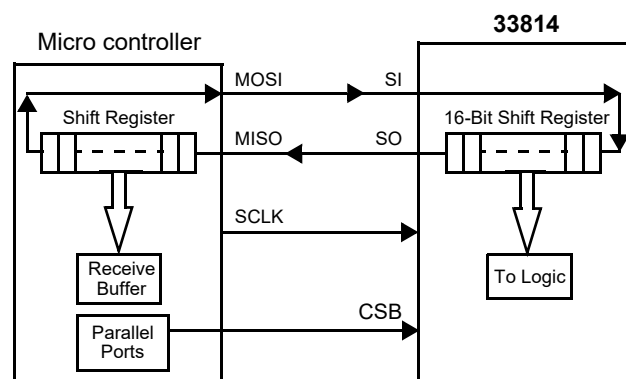 33814
Micro controller
MOSI SI
Shift Register 16-Bit Shift Register
MISO SO
SCLK
Receive
Buffer
To Logic
CSB
Parallel
Ports